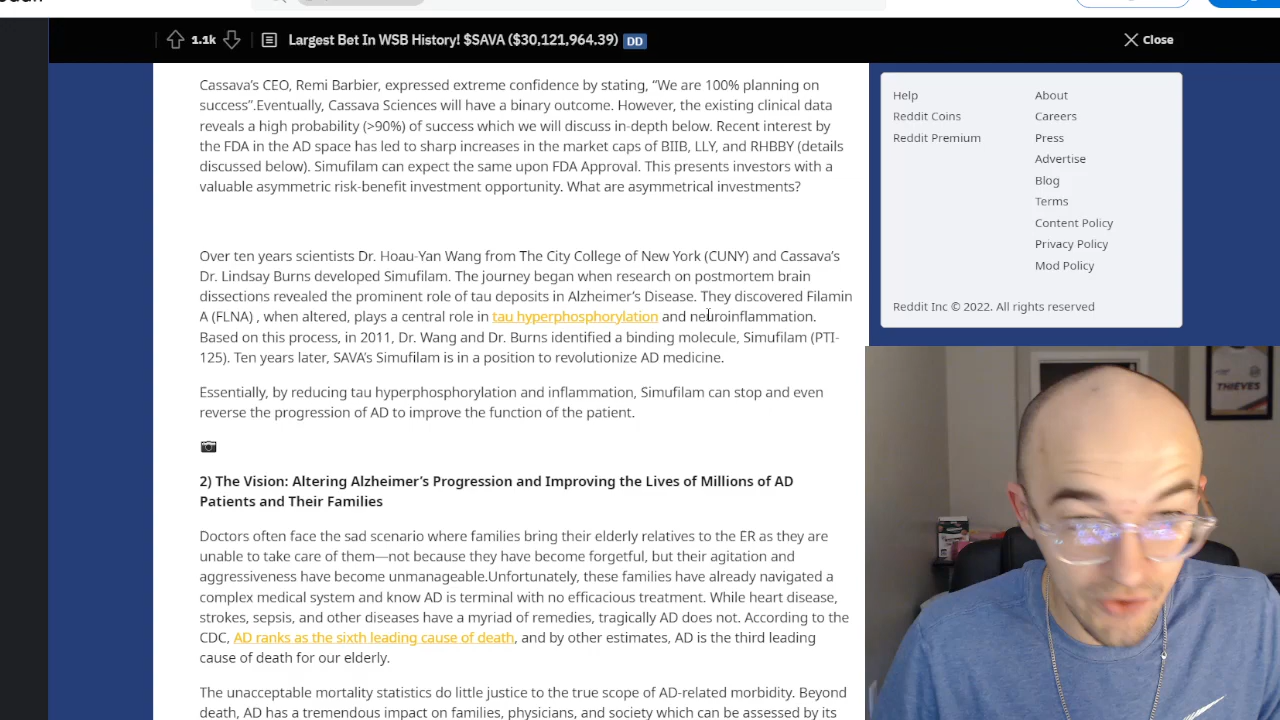 1.1k
Largest Bet In WSB History! $SAVA ($30,121,964.39) DD
Close
Cassava's CEO, Remi Barbier, expressed extreme confidence by stating, “We are 100% planning on
success”.Eventually, Cassava Sciences will have a binary outcome. However, the existing clinical data
reveals a high probability (>90%) of success which we will discuss in-depth below. Recent interest by
the FDA in the AD space has led to sharp increases in the market caps of BIIB, LLY, and RHBBY (details
discussed below). Simufilam can expect the same upon FDA Approval. This presents investors with a
valuable asymmetric risk-benefit investment opportunity. What are asymmetrical investments?
Over ten years scientists Dr. Hoau-Yan Wang from The City College of New York (CUNY) and Cassava's
Dr. Lindsay Burns developed Simufilam. The journey began when research on postmortem brain
dissections revealed the prominent role of tau deposits in Alzheimer's Disease. They discovered Filamin
A (FLNA) , when altered, plays a central role in tau hyperphosphorylation and neuroinflammation.
Based on this process, in 2011, Dr. Wang and Dr. Burns identified a binding molecule, Simufilam (PTI-
125). Ten years later, SAVA's Simufilam is in a position to revolutionize AD medicine.
Essentially, by reducing tau hyperphosphorylation and inflammation, Simufilam can stop and even
reverse the progression of AD to improve the function of the patient.
2) The Vision: Altering Alzheimer's Progression and Improving the Lives of Millions of AD
Patients and Their Families
Doctors often face the sad scenario where families bring their elderly relatives to the ER as they are
unable to take care of them—not because they have become forgetful, but their agitation and
aggressiveness have become unmanageable.Unfortunately, these families have already navigated a
complex medical system and know AD is terminal with no efficacious treatment. While heart disease,
strokes, sepsis, and other diseases have a myriad of remedies, tragically AD does not. According to the
CDC, AD ranks as the sixth leading cause of death, and by other estimates, AD is the third leading
cause of death for our elderly.
The unacceptable mortality statistics do little justice to the true scope of AD-related morbidity. Beyond
death, AD has a tremendous impact on families, physicians, and society which can be assessed by its
Help
Reddit Coins
Reddit Premium
About
Careers
Press
Advertise
Blog
Terms
Content Policy
Privacy Policy
Mod Policy
Reddit Inc © 2022. All rights reserved
THIEVES